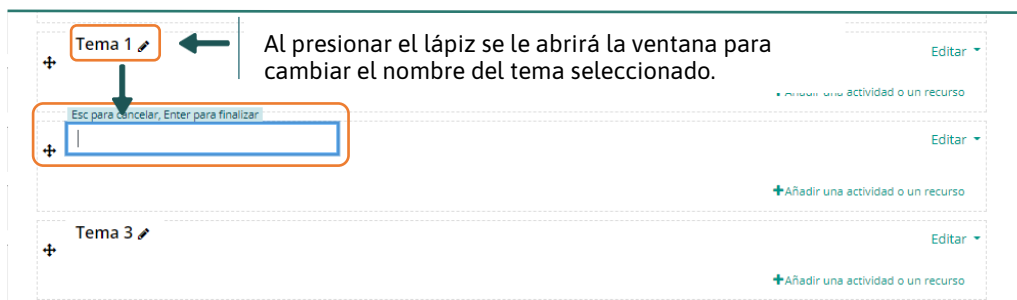 Tema 1
Al presionar el lápiz se le abrirá la ventana para
cambiar el nombre del tema seleccionado.
Editar
Añadir una actividad o un recurso
Esc para cancelar, Enter para finalizar
Editar
+Añadir una actividad o un recurso
Tema 3
Editar
+Añadir una actividad o un recurso